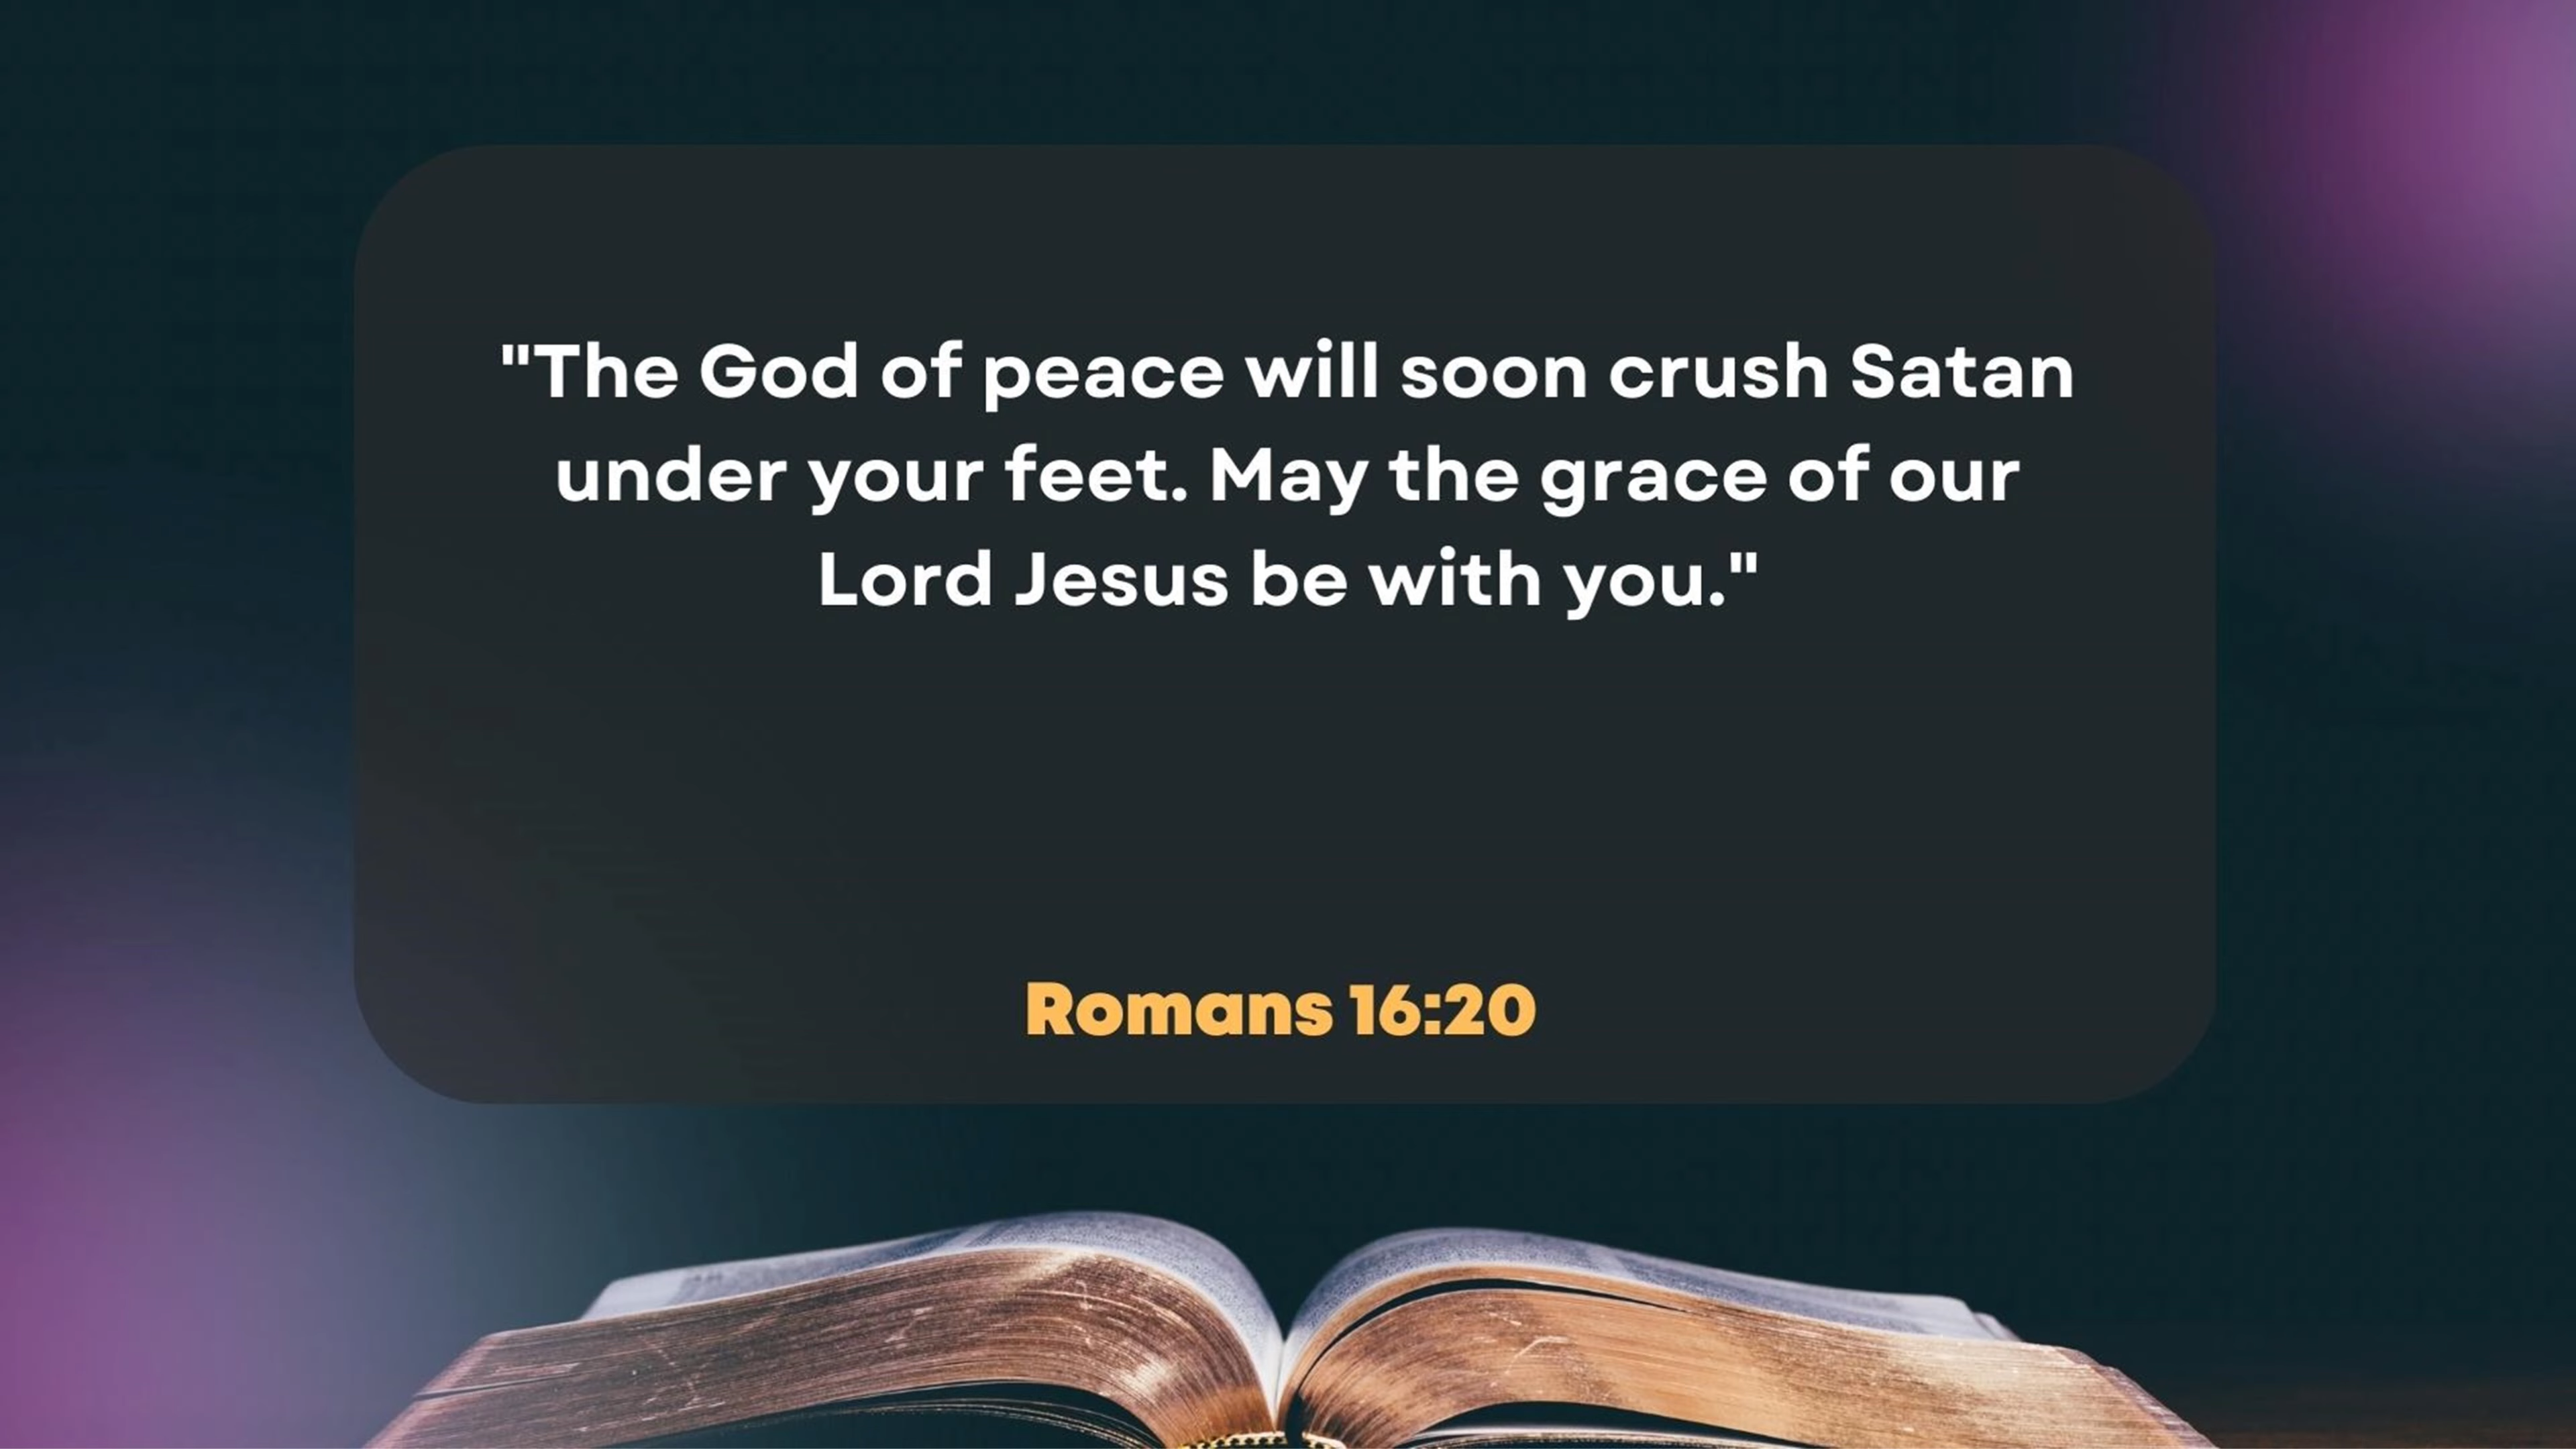 "The God of peace will soon crush Satan
under your feet. May the grace of our
Lord Jesus be with you."
Romans 16:20